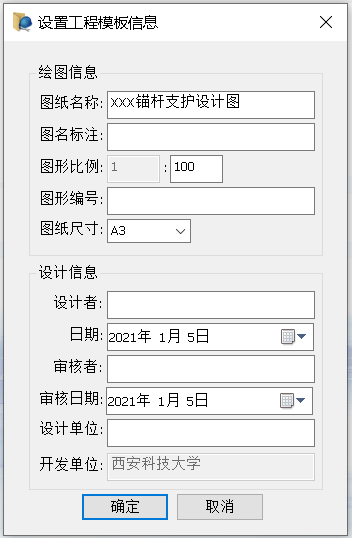 设置工程模板信息
绘图信息
图纸名称: XXX锚杆支护设计图
图名标注:
图形比例: 1 : 100
图形编号:
图纸尺寸: A3
设计信息
设计者:
日期: 2021年 1月 5日
审核者:
审核日期: 2021年 1月 5日
设计单位:
开发单位: 西安科技大学
确定 取消